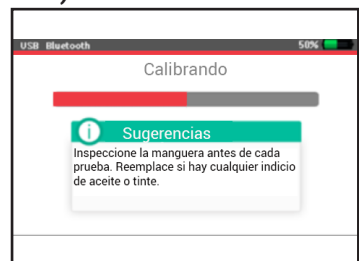 USB Bluetooth 50%
Calibrando
i Sugerencias
Inspeccione la manguera antes de cada
prueba. Reemplace si hay cualquier indicio
de aceite o tinte.